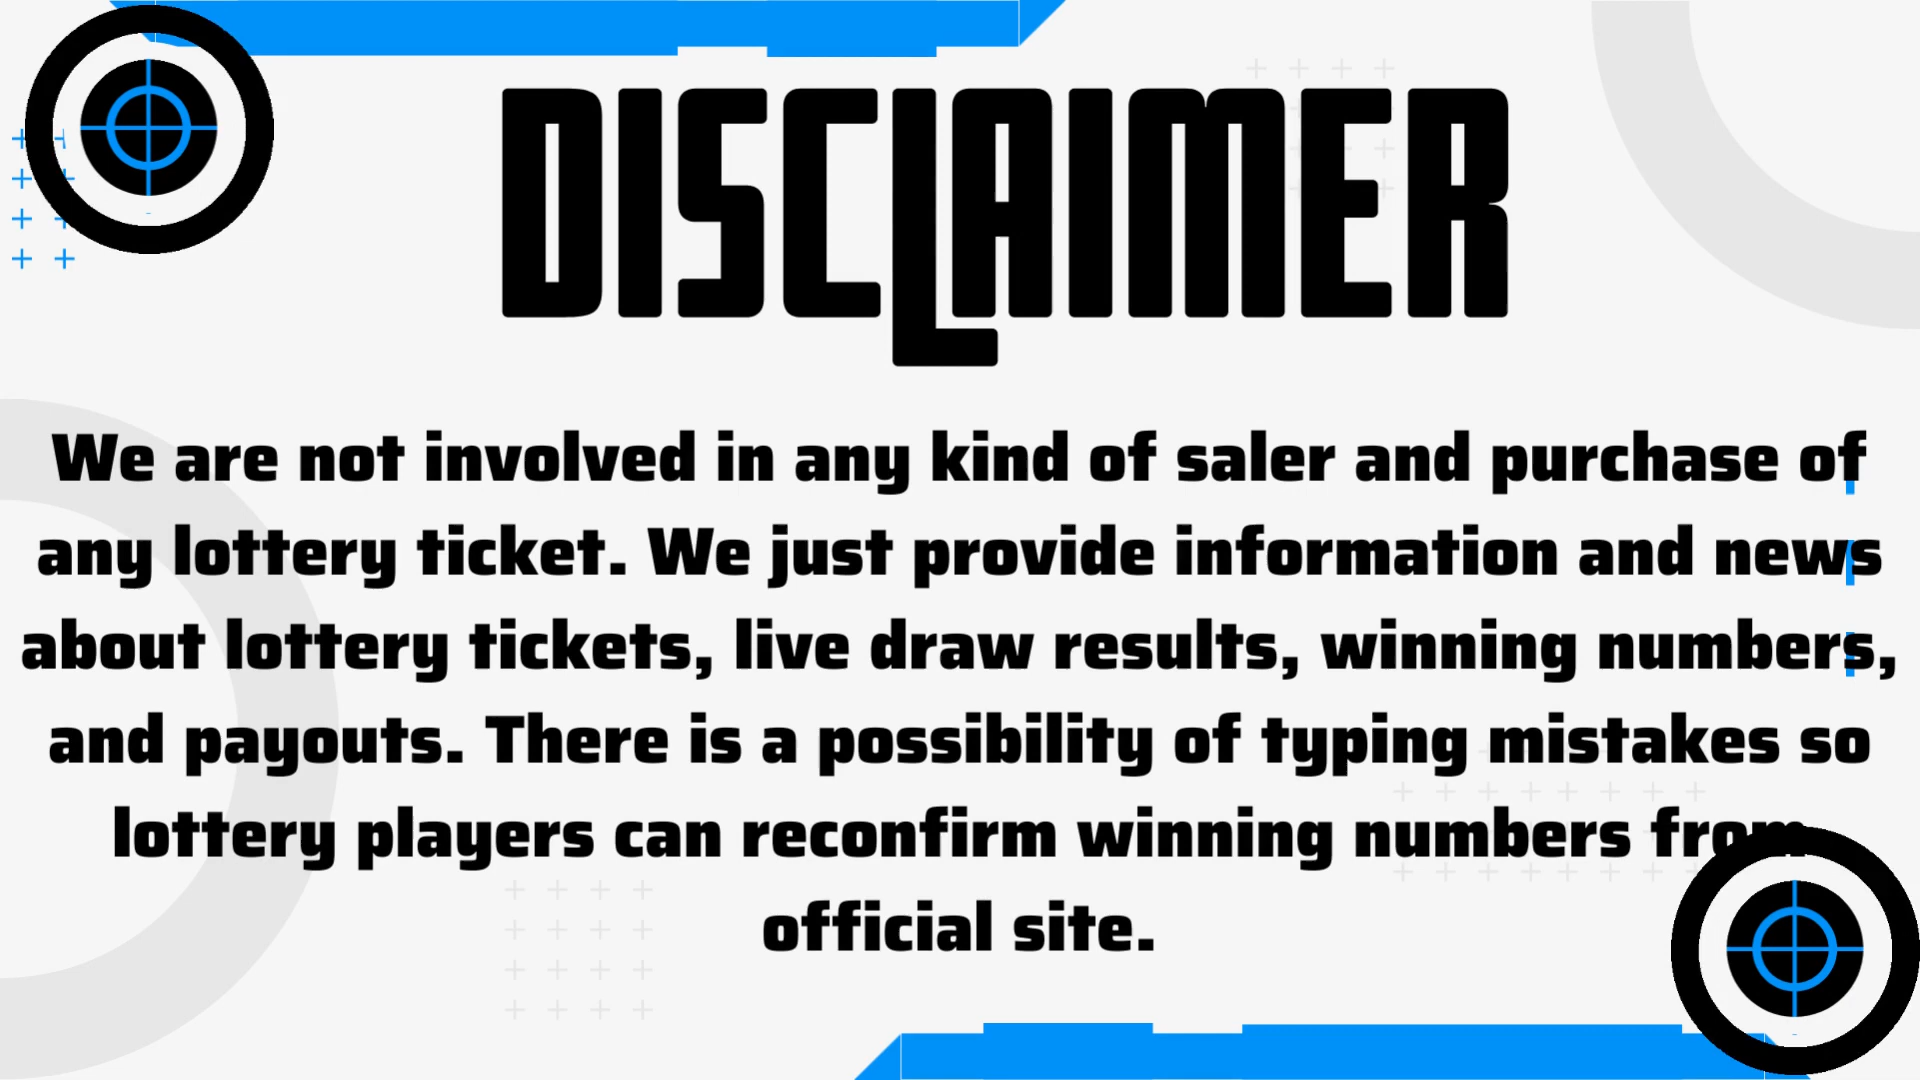 DISCLAIMER
We are not involved in any kind of saler and purchase of
any lottery ticket. We just provide information and news
about lottery tickets, live draw results, winning numbers,
and payouts. There is a possibility of typing mistakes so
lottery players can reconfirm winning numbers from
official site.